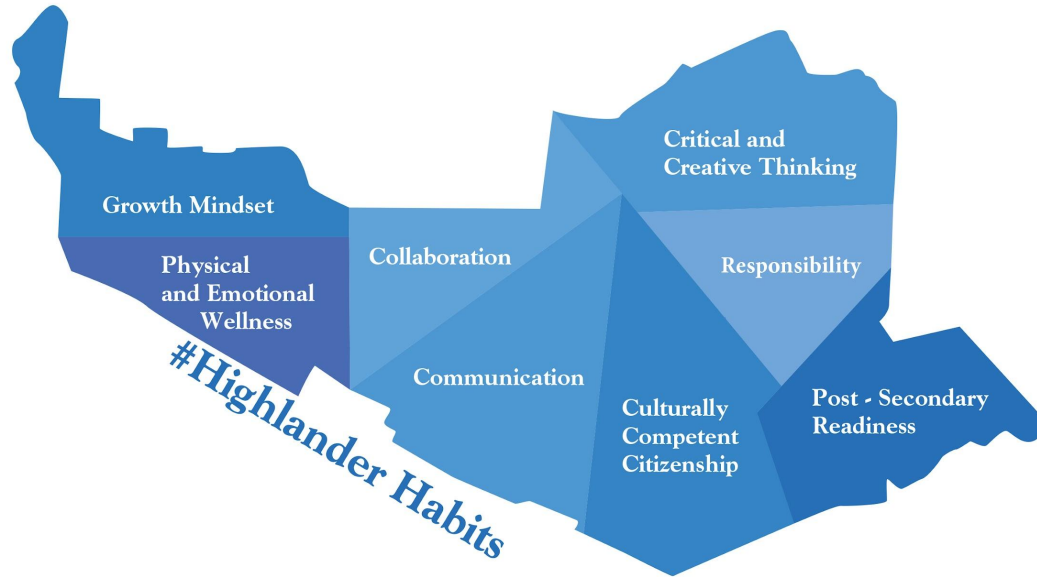 Growth Mindset
Physical
and Emotional
Wellness
Collaboration
Communication
Critical and
Creative Thinking
Responsibility
Culturally
Competent
Citizenship
Post - Secondary
Readiness
#Highlander Habits